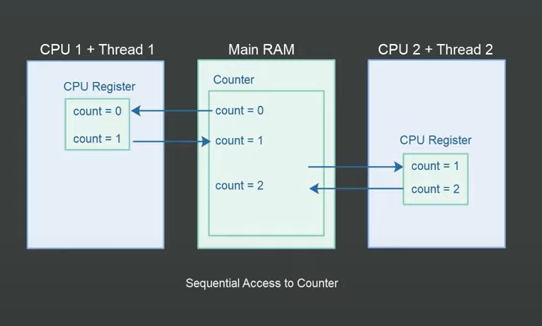 CPU 1 + Thread 1
Main RAM
CPU 2 + Thread 2
CPU Register
count = 0
count = 1
Counter
count = 0
count = 1
count = 2
CPU Register
count = 1
count = 2
Sequential Access to Counter